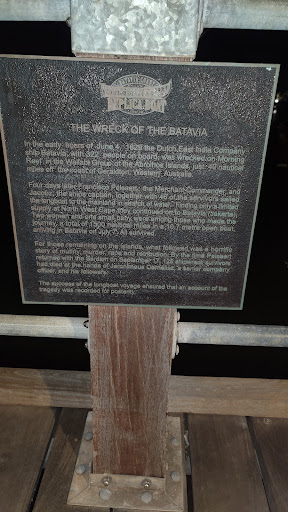 THE WRECK OF THE BATAVIA
In the early hours of June 4, 1629 the Dutch East India Company
ship Batavia, with 322 people on board, was wrecked on Morning
Reef, in the Wallabi Group of the Abrolhos Islands, just 40 nautical
miles off the coast of Geraldton, Western Australia.
Four days later Francisco Pelsaert, the Merchant-Commander, and
Jacobsz, the ship's captain, together with 46 of the survivors sailed
the longboat to the mainland in search of water. Finding only a limited
supply at North West Cape they continued on to Batavia (Jakarta).
Two women and one small baby were among those who made the
journey, a total of 1300 nautical miles in a 10.7 metre open boat,
arriving in Batavia on July 7. All survived.
For those remaining on the islands, what followed was a horrific
story of mutiny, murder, rape and retribution. By the time Pelsaert
returned with the Sardam on September 17, 125 of the innocent survivors
had died at the hands of Jeronimous Cornelisz, a senior company
officer, and his followers.
The success of the longboat voyage ensured that an account of the
tragedy was recorded for posterity.